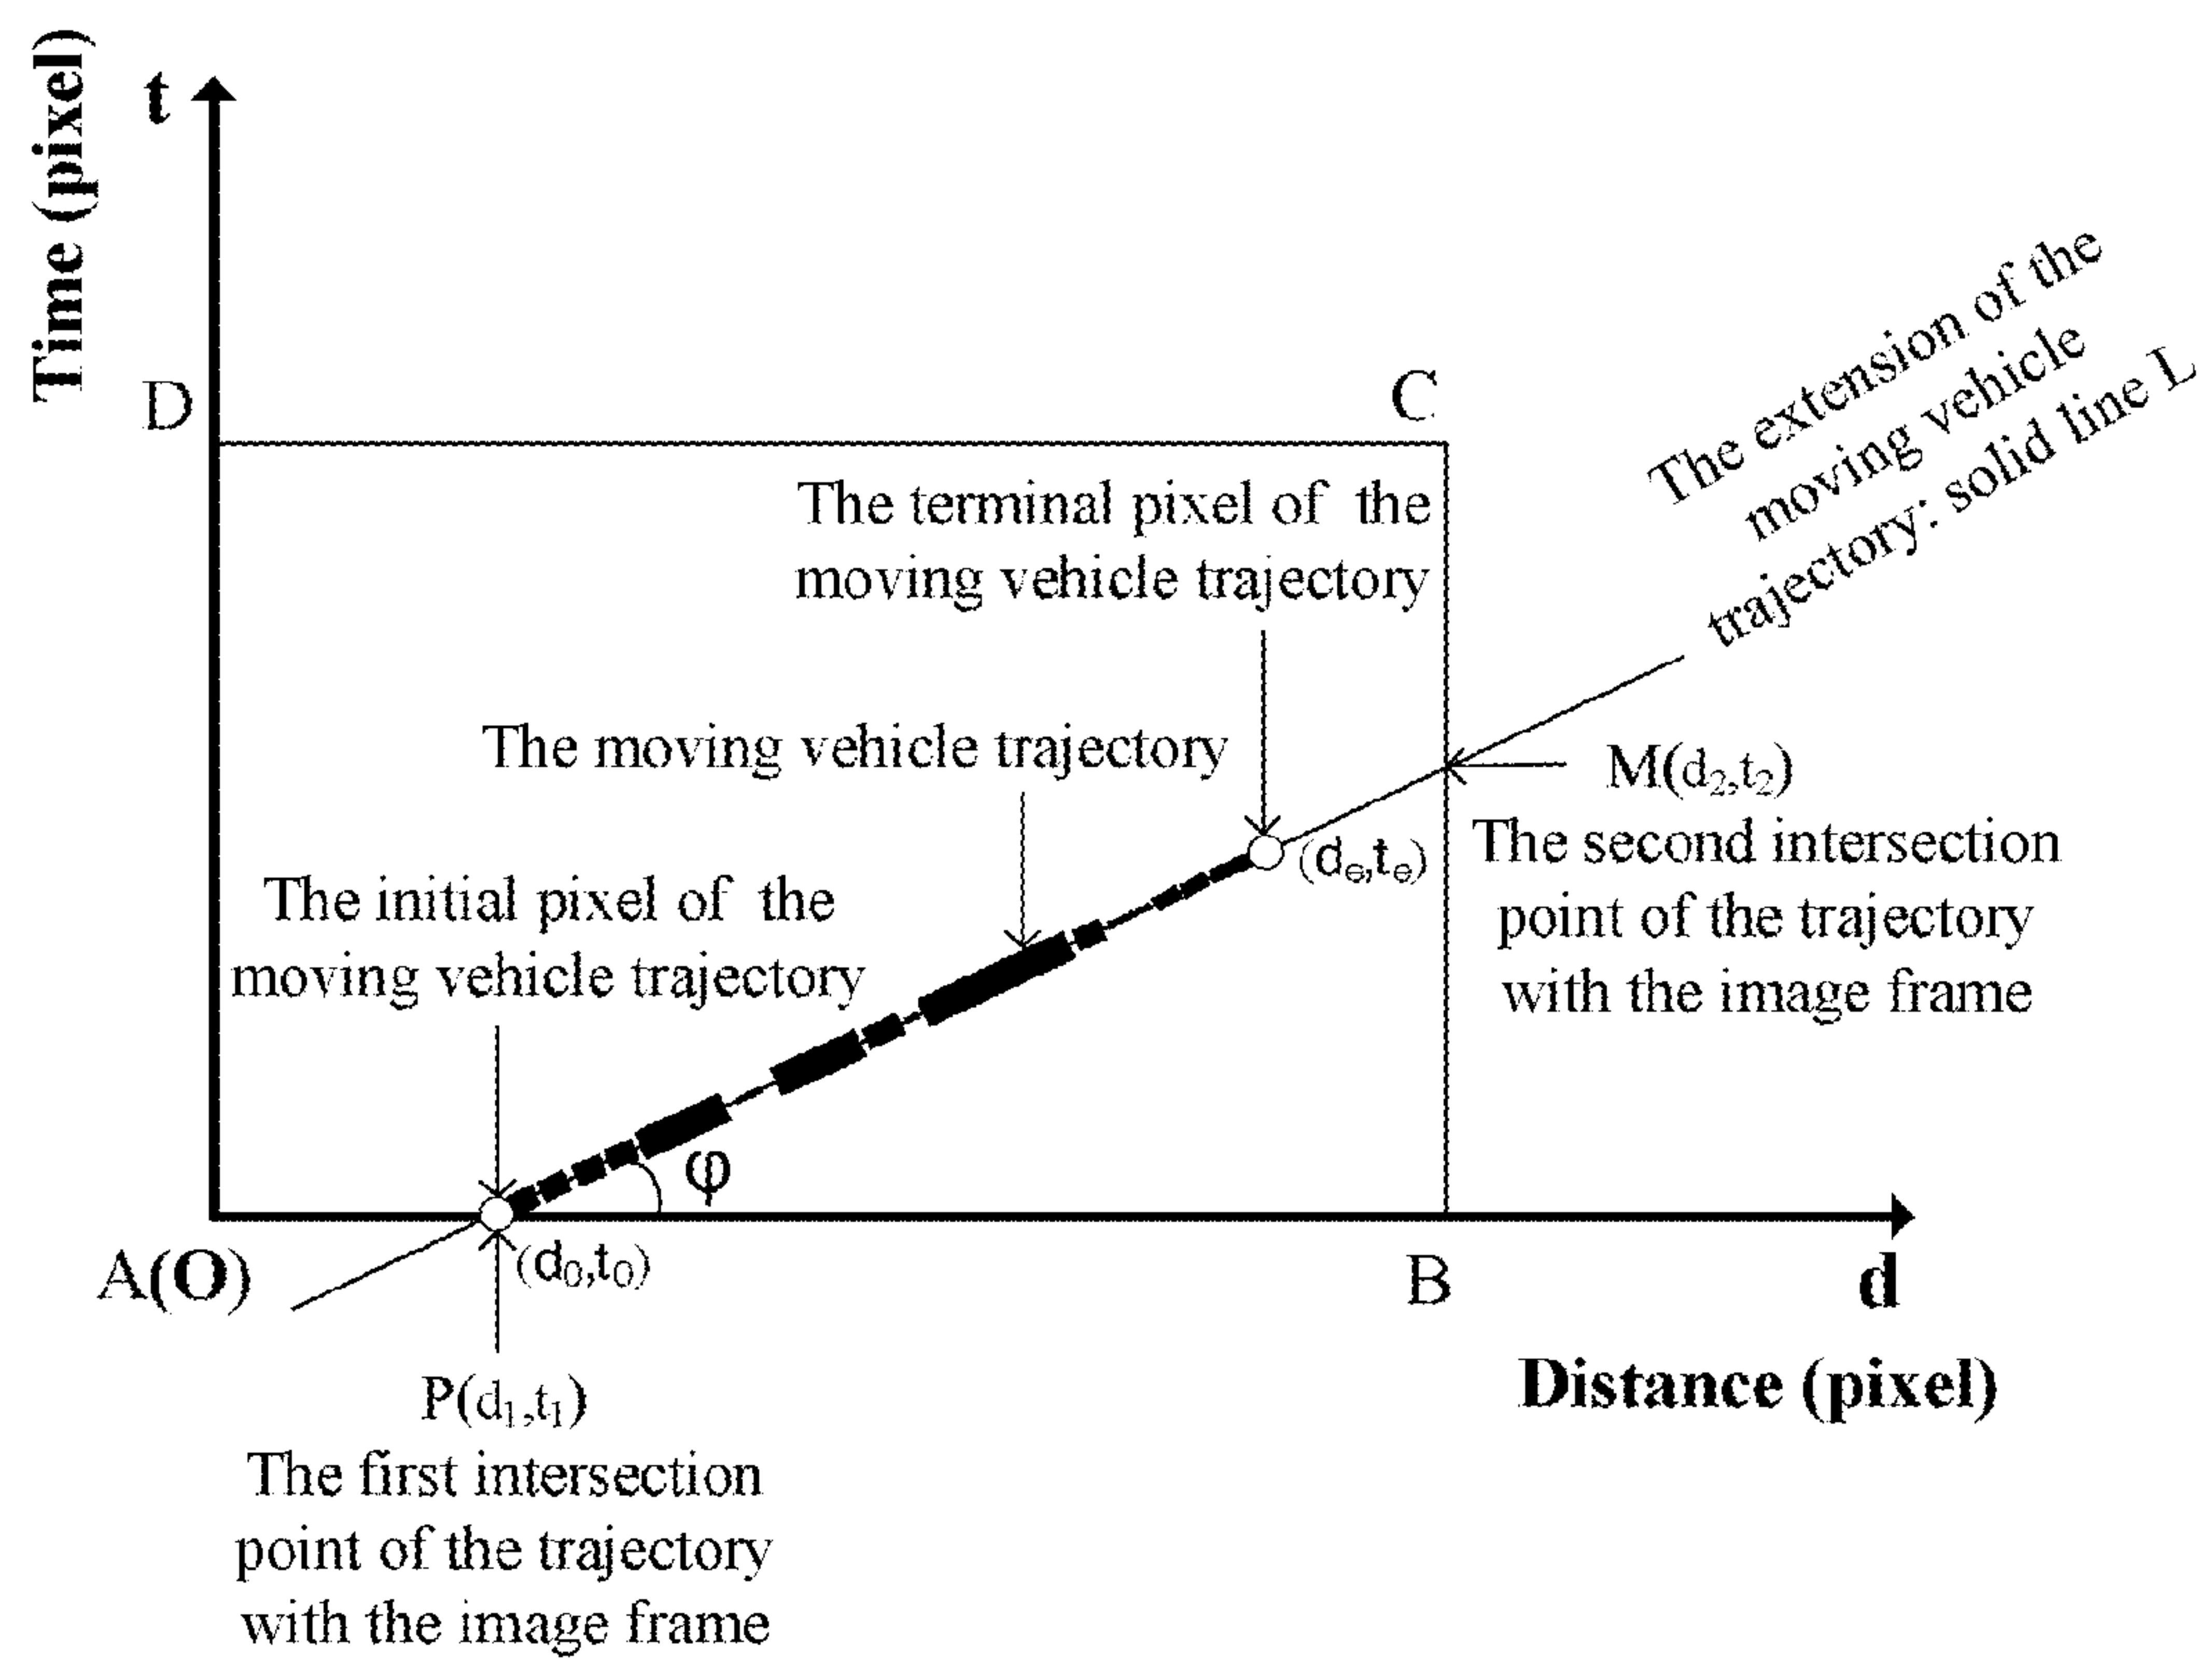 Time (pixel)
t
D
C
The extension of the
moving vehicle
trajectory: solid line L
The terminal pixel of the
moving vehicle trajectory
The moving vehicle trajectory
M(d₂,t₂)
The second intersection
point of the trajectory
with the image frame
(dₑ,tₑ)
The initial pixel of the
moving vehicle trajectory
φ
A(O)
(d₀,t₀)
B
d
Distance (pixel)
P(d₁,t₁)
The first intersection
point of the trajectory
with the image frame